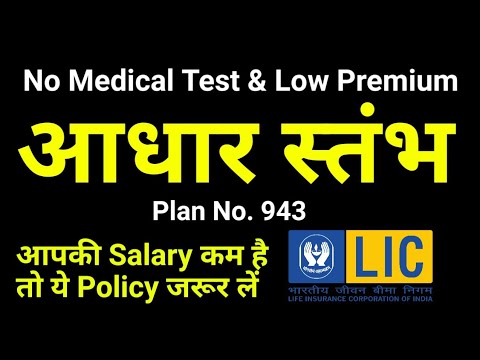 No Medical Test & Low Premium
आधार स्तंभ
Plan No. 943
आपकी Salary कम है
तो ये Policy जरूर लें
LIC
भारतीय जीवन बीमा निगम
LIFE INSURANCE CORPORATION OF INDIA